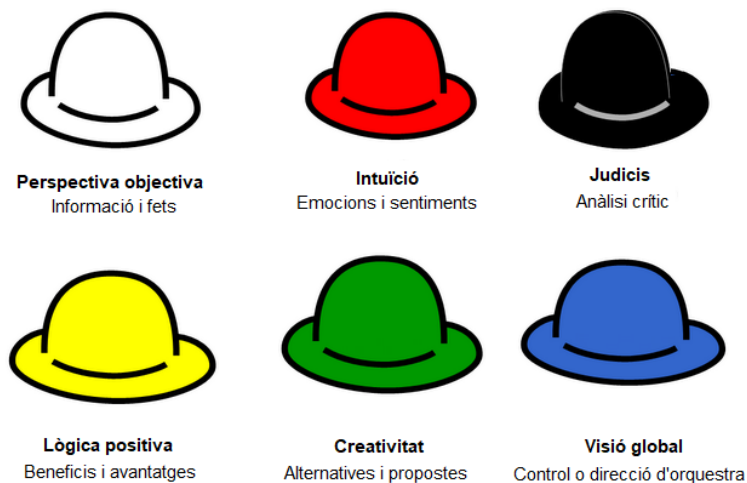 Perspectiva objectiva
Informació i fets
Intuïció
Emocions i sentiments
Judicis
Anàlisi crític
Lògica positiva
Beneficis i avantatges
Creativitat
Alternatives i propostes
Visió global
Control o direcció d'orquestra